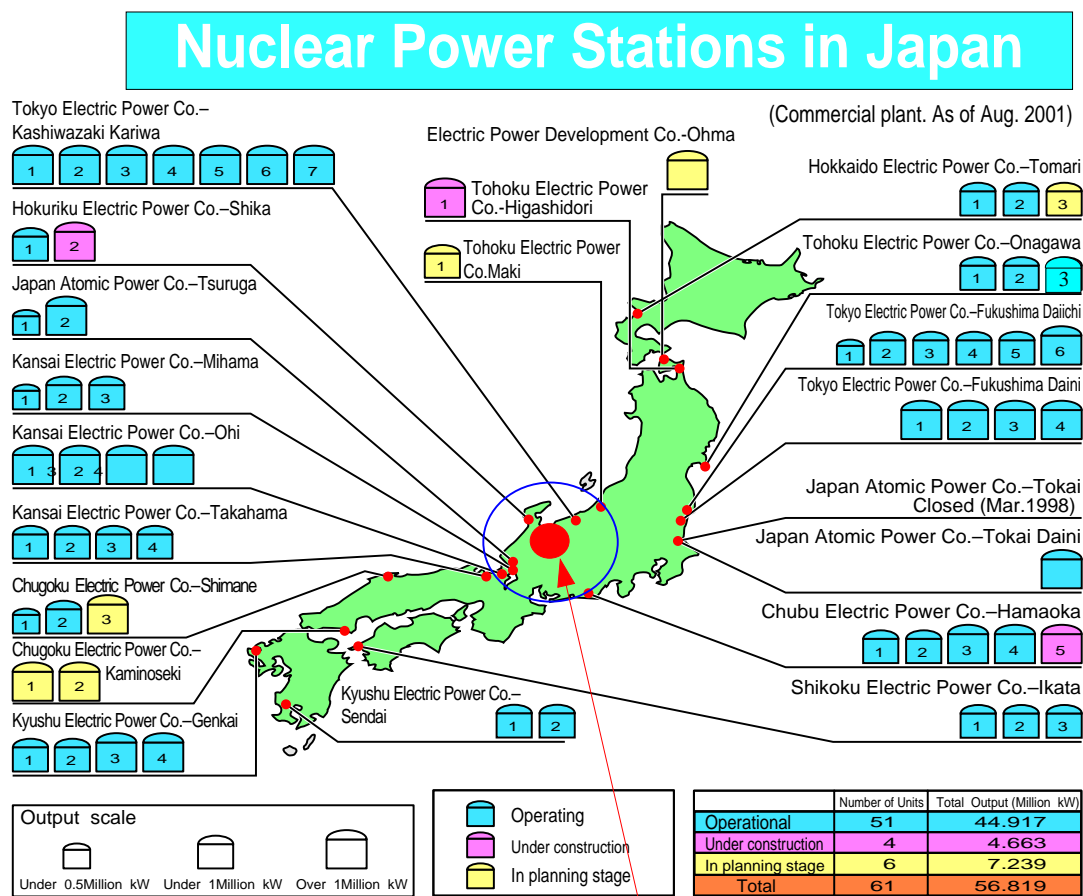 Nuclear Power Stations in Japan
(Commercial plant. As of Aug. 2001)
Tokyo Electric Power Co.–
Kashiwazaki Kariwa
1 2 3 4 5 6 7
Hokuriku Electric Power Co.–Shika
1 2
Japan Atomic Power Co.–Tsuruga
1 2
Kansai Electric Power Co.–Mihama
1 2 3
Kansai Electric Power Co.–Ohi
1 3 2 4
Kansai Electric Power Co.–Takahama
1 2 3 4
Chugoku Electric Power Co.–Shimane
1 2 3
Chugoku Electric Power Co.–
Kaminoseki
1 2
Kyushu Electric Power Co.–Genkai
1 2 3 4
Electric Power Development Co.-Ohma
Tohoku Electric Power
Co.-Higashidori
1
Tohoku Electric Power
Co.Maki
1
Kyushu Electric Power Co.–
Sendai
1 2
Hokkaido Electric Power Co.–Tomari
1 2 3
Tohoku Electric Power Co.–Onagawa
1 2 3
Tokyo Electric Power Co.–Fukushima Daiichi
1 2 3 4 5 6
Tokyo Electric Power Co.–Fukushima Daini
1 2 3 4
Japan Atomic Power Co.–Tokai
Closed (Mar.1998)
Japan Atomic Power Co.–Tokai Daini
Chubu Electric Power Co.–Hamaoka
1 2 3 4 5
Shikoku Electric Power Co.–Ikata
1 2 3
Output scale
Under 0.5Million kW Under 1Million kW Over 1Million kW
Operating
Under construction
In planning stage
Number of Units Total Output (Million kW)
Operational 51 44.917
Under construction 4 4.663
In planning stage 6 7.239
Total 61 56.819